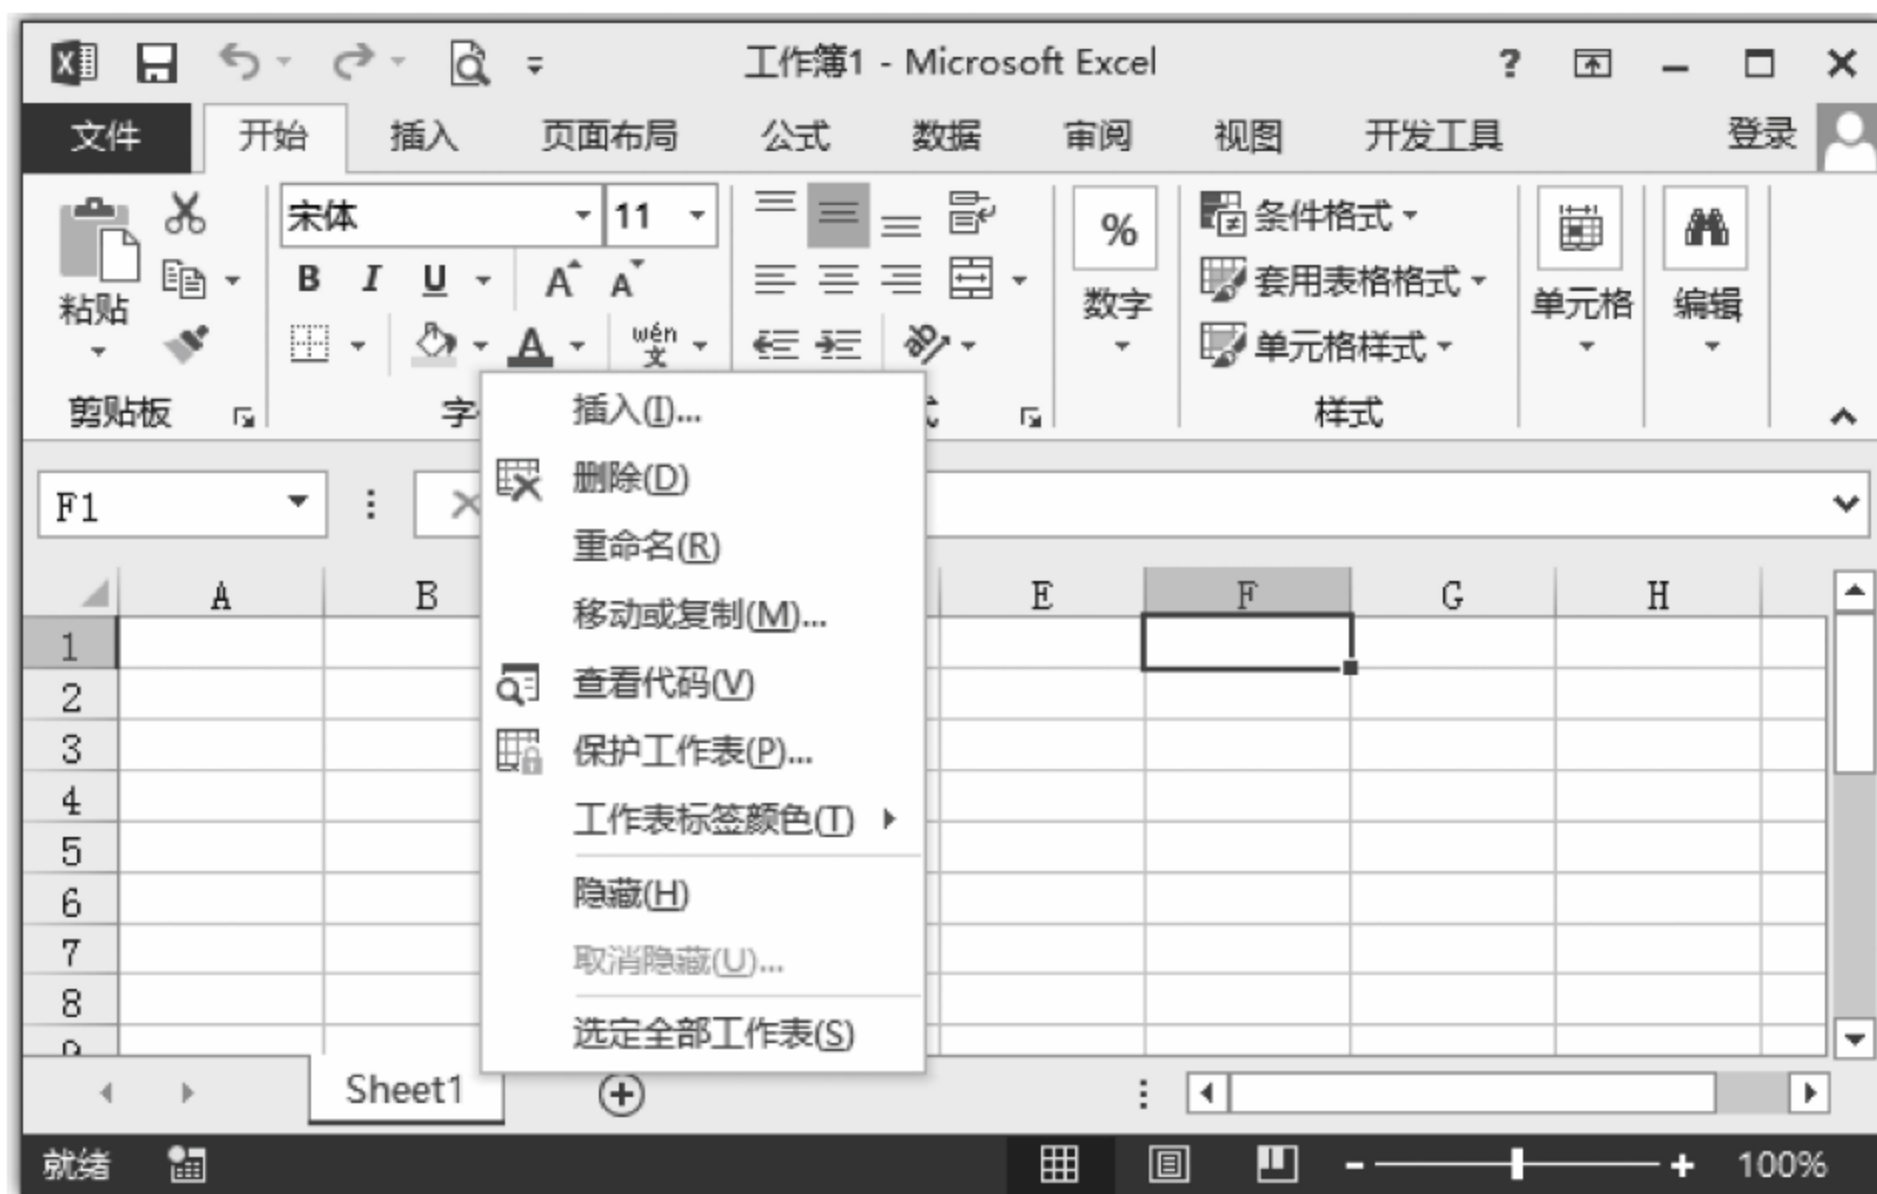 工作簿1 - Microsoft Excel ?
文件 开始 插入 页面布局 公式 数据 审阅 视图 开发工具 登录
宋体 11 % 条件格式
B I U A A 套用表格格式
粘贴 数字 单元格 编辑
A wén 文 ab 单元格样式
剪贴板 样式
插入(I)...
删除(D)
重命名(R)
移动或复制(M)...
查看代码(V)
保护工作表(P)...
工作表标签颜色(T)
隐藏(H)
取消隐藏(U)...
选定全部工作表(S)
F1
A B E F G H
1
2
3
4
5
6
7
8
Sheet1
就绪 100%